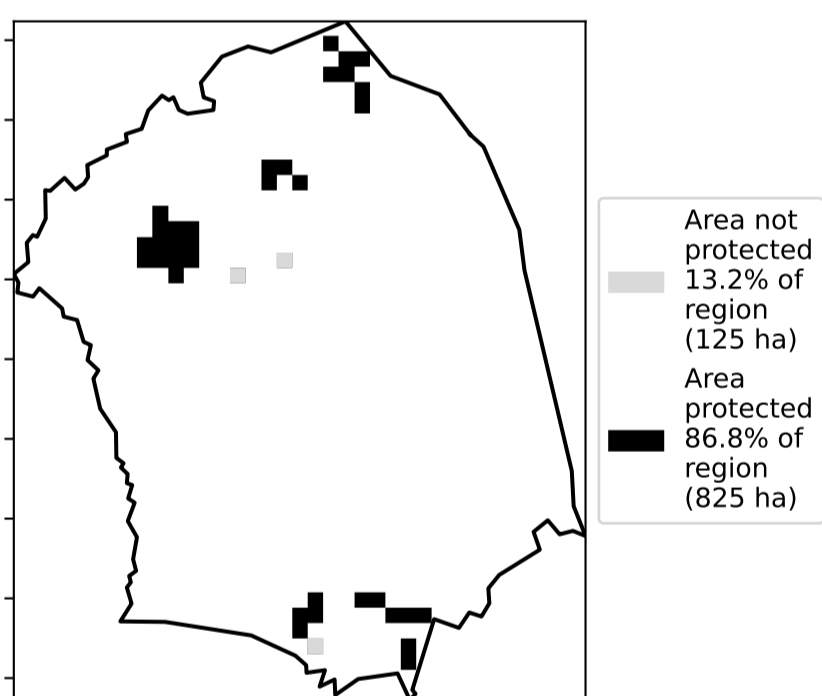 Area not
protected
13.2% of
region
(125 ha)
Area
protected
86.8% of
region
(825 ha)